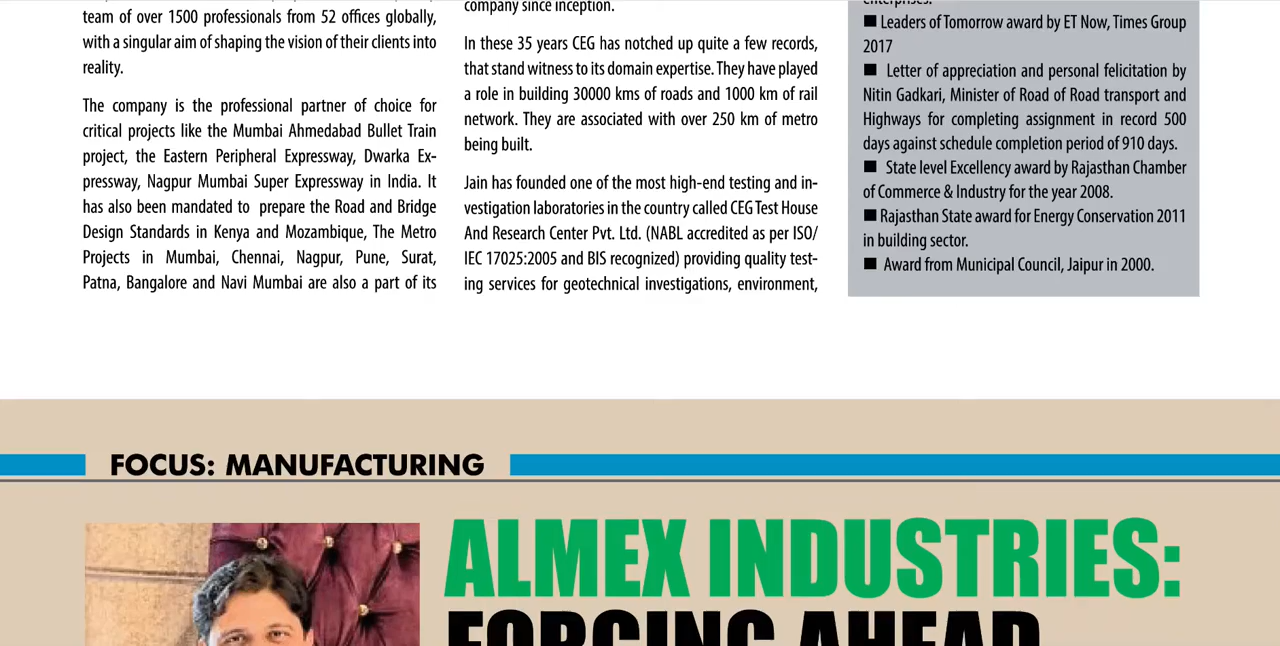 team of over 1500 professionals from 52 offices globally,
with a singular aim of shaping the vision of their clients into
reality.
The company is the professional partner of choice for
critical projects like the Mumbai Ahmedabad Bullet Train
project, the Eastern Peripheral Expressway, Dwarka Ex-
pressway, Nagpur Mumbai Super Expressway in India. It
has also been mandated to prepare the Road and Bridge
Design Standards in Kenya and Mozambique, The Metro
Projects in Mumbai, Chennai, Nagpur, Pune, Surat,
Patna, Bangalore and Navi Mumbai are also a part of its
company since inception.
In these 35 years CEG has notched up quite a few records,
that stand witness to its domain expertise. They have played
a role in building 30000 kms of roads and 1000 km of rail
network. They are associated with over 250 km of metro
being built.
Jain has founded one of the most high-end testing and in-
vestigation laboratories in the country called CEG Test House
And Research Center Pvt. Ltd. (NABL accredited as per ISO/
IEC 17025:2005 and BIS recognized) providing quality test-
ing services for geotechnical investigations, environment,
enterprises.
■ Leaders of Tomorrow award by ET Now, Times Group
2017
■ Letter of appreciation and personal felicitation by
Nitin Gadkari, Minister of Road of Road transport and
Highways for completing assignment in record 500
days against schedule completion period of 910 days.
■ State level Excellency award by Rajasthan Chamber
of Commerce & Industry for the year 2008.
■ Rajasthan State award for Energy Conservation 2011
in building sector.
■ Award from Municipal Council, Jaipur in 2000.
FOCUS: MANUFACTURING
ALMEX INDUSTRIES:
FORGING AHEAD